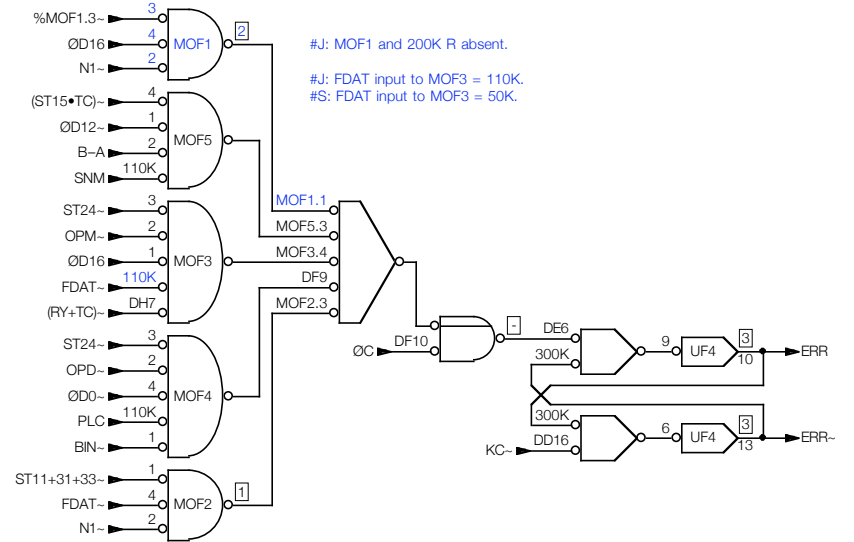 %MOF1.3~ 3
ØD16 4 MOF1 2
N1~ 2
#J: MOF1 and 200K R absent.
#J: FDAT input to MOF3 = 110K.
#S: FDAT input to MOF3 = 50K.
(ST15•TC)~ 4
ØD12~ 1
MOF5
B–A 2
SNM 110K
ST24~ 3
OPM~ 2
ØD16 1 MOF3
FDAT~ 110K
(RY+TC)~ DH7
ST24~ 3
OPD~ 2
ØD0~ 4 MOF4
PLC 110K
BIN~ 1
ST11+31+33~ 1
FDAT~ 4 MOF2 1
N1~ 2
MOF1.1
MOF5.3
MOF3.4
DF9
MOF2.3
ØC DF10 -
DE6 9 UF4 3 10 ERR
300K
300K
KC~ DD16 6 UF4 3 13 ERR~